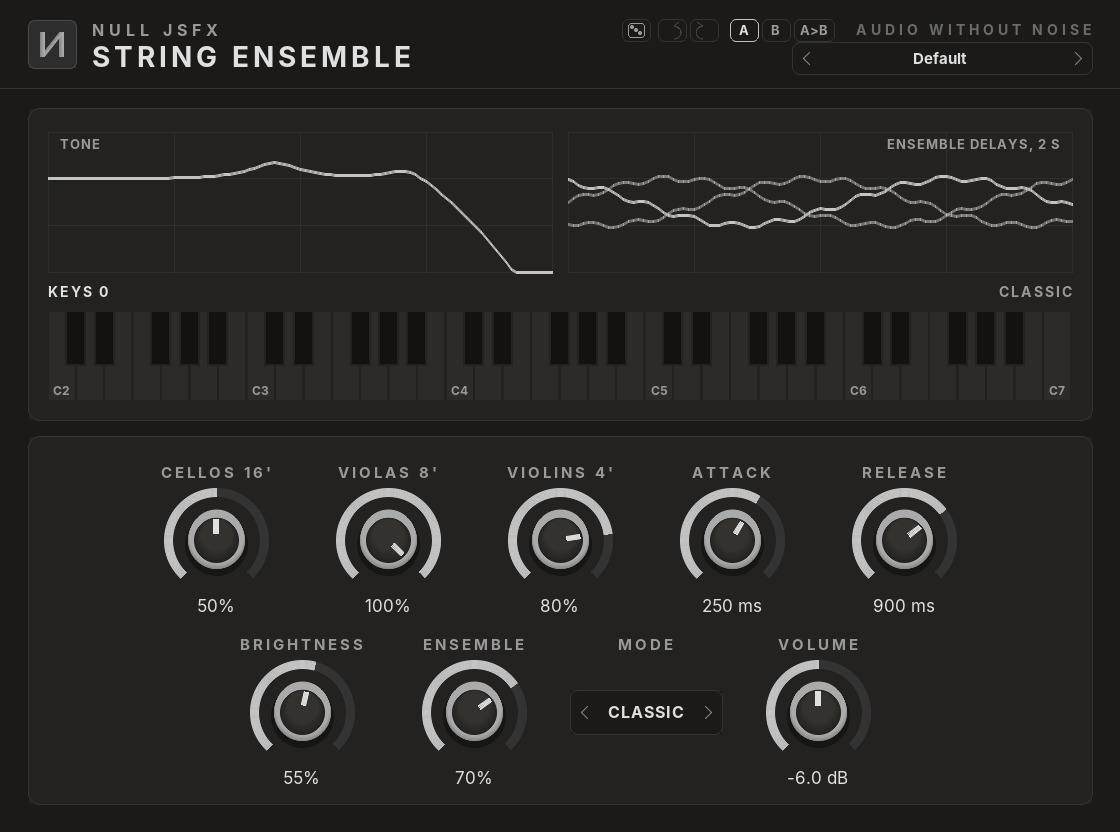 NULL JSFX
STRING ENSEMBLE
A B A>B
AUDIO WITHOUT NOISE
Default
TONE
ENSEMBLE DELAYS, 2 S
KEYS 0
CLASSIC
C2 C3 C4 C5 C6 C7
CELLOS 16' VIOLAS 8' VIOLINS 4' ATTACK RELEASE
50% 100% 80% 250 ms 900 ms
BRIGHTNESS ENSEMBLE MODE VOLUME
CLASSIC
55% 70% -6.0 dB